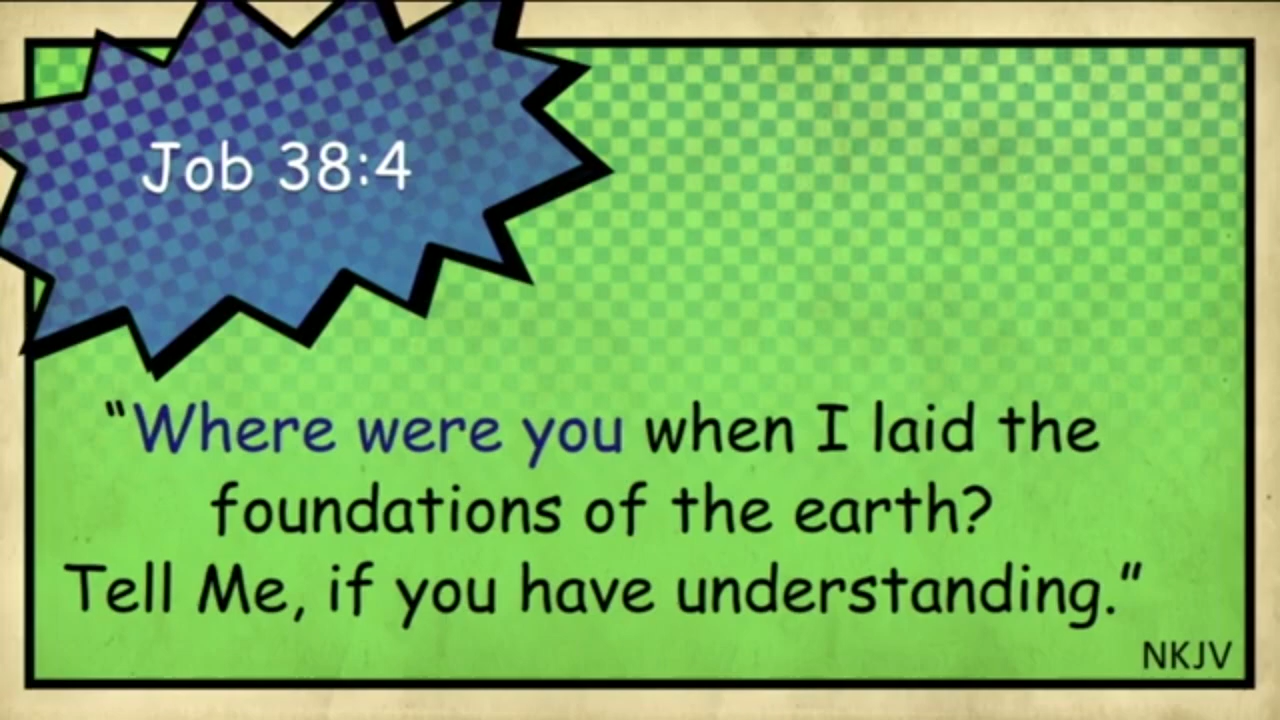 Job 38:4
“Where were you when I laid the
foundations of the earth?
Tell Me, if you have understanding.”
NKJV